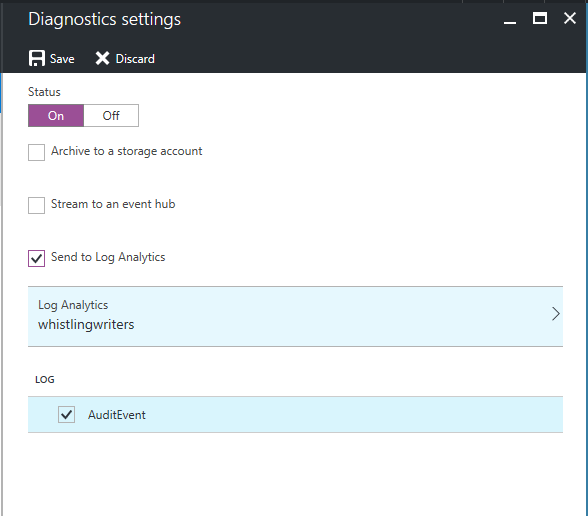 Diagnostics settings
Save Discard
Status
On Off
Archive to a storage account
Stream to an event hub
Send to Log Analytics
Log Analytics
whistlingwriters
LOG
AuditEvent